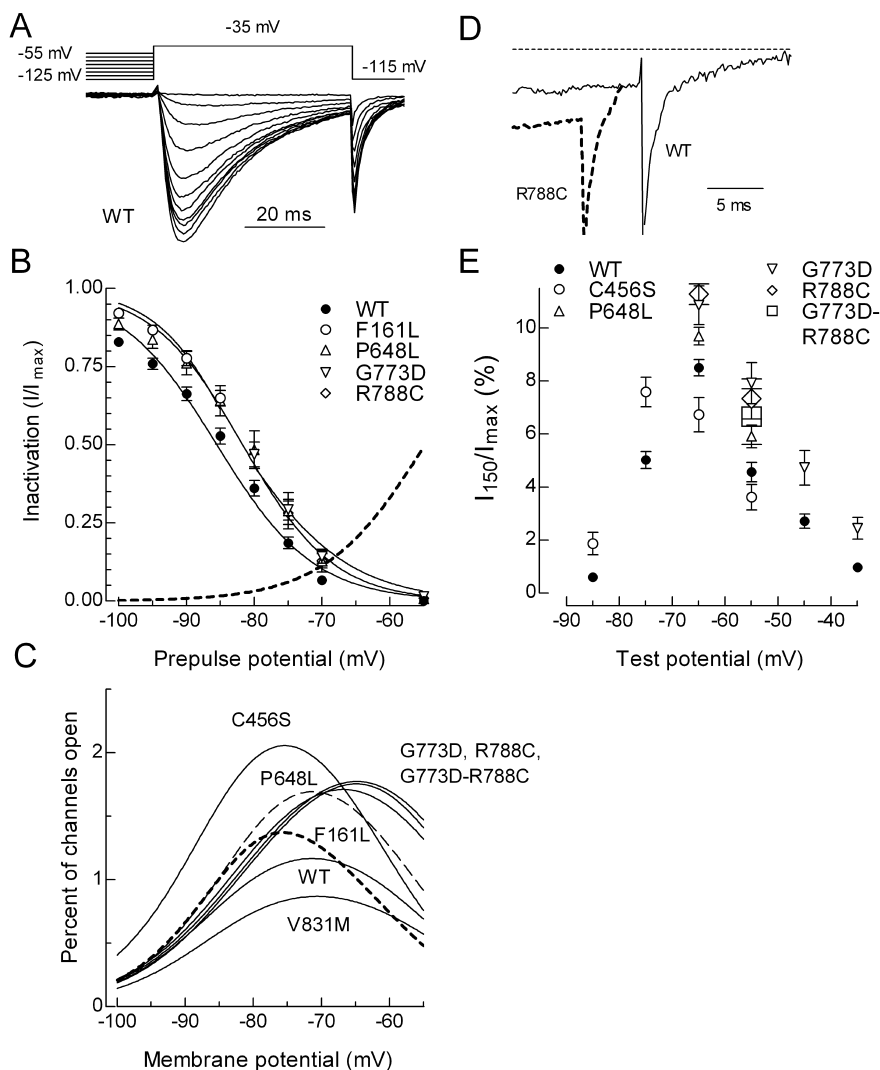 A
-35 mV
-55 mV
-125 mV
-115 mV
WT
20 ms
D
WT
R788C
5 ms
B
1.00
0.75
0.50
0.25
0.00
Inactivation (I/I max)
WT
F161L
P648L
G773D
R788C
-100 -90 -80 -70 -60
Prepulse potential (mV)
E
WT
C456S
P648L
G773D
R788C
G773D-
R788C
10
8
6
4
2
0
I150/Imax (%)
-90 -80 -70 -60 -50 -40
Test potential (mV)
C
2
1
0
Percent of channels open
C456S
P648L
G773D, R788C,
G773D-R788C
F161L
WT
V831M
-100 -90 -80 -70 -60
Membrane potential (mV)